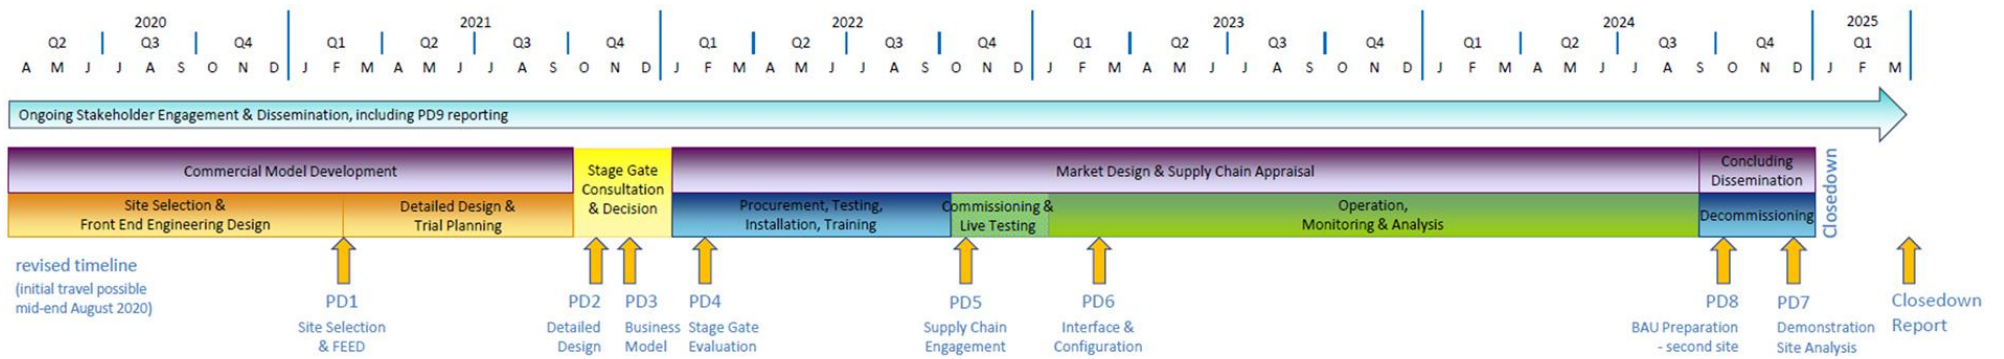 2020 2021 2022 2023 2024 2025
Q2 Q3 Q4 Q1 Q2 Q3 Q4 Q1 Q2 Q3 Q4 Q1 Q2 Q3 Q4 Q1 Q2 Q3 Q4 Q1
A M J J A S O N D J F M A M J J A S O N D J F M A M J J A S O N D J F M A M J J A S O N D J F M A M J J A S O N D J F M
Ongoing Stakeholder Engagement & Dissemination, including PD9 reporting
Commercial Model Development
Stage Gate
Consultation
& Decision
Market Design & Supply Chain Appraisal
Concluding
Dissemination
Site Selection &
Front End Engineering Design
Detailed Design &
Trial Planning
Procurement, Testing,
Installation, Training
Commissioning &
Live Testing
Operation,
Monitoring & Analysis
Decommissioning
Closedown
revised timeline
(initial travel possible
mid-end August 2020)
PD1
Site Selection
& FEED
PD2
Detailed
Design
PD3
Business
Model
PD4
Stage Gate
Evaluation
PD5
Supply Chain
Engagement
PD6
Interface &
Configuration
PD8
BAU Preparation
- second site
PD7
Demonstration
Site Analysis
Closedown
Report